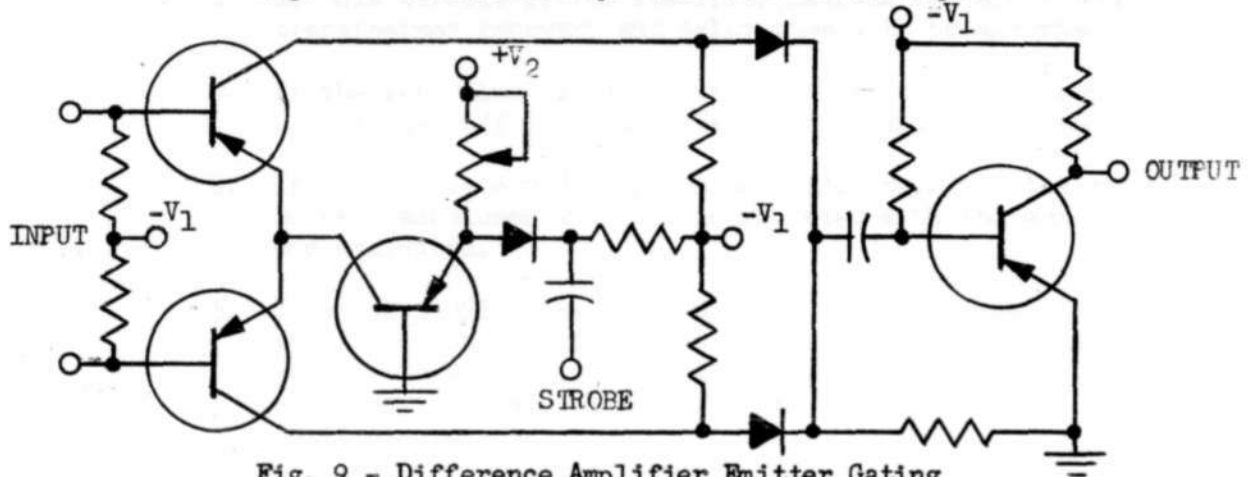 -V1
+V2
OUTPUT
INPUT
-V1
-V1
STROBE
Fig. 9 - Difference Amplifier Emitter Gating